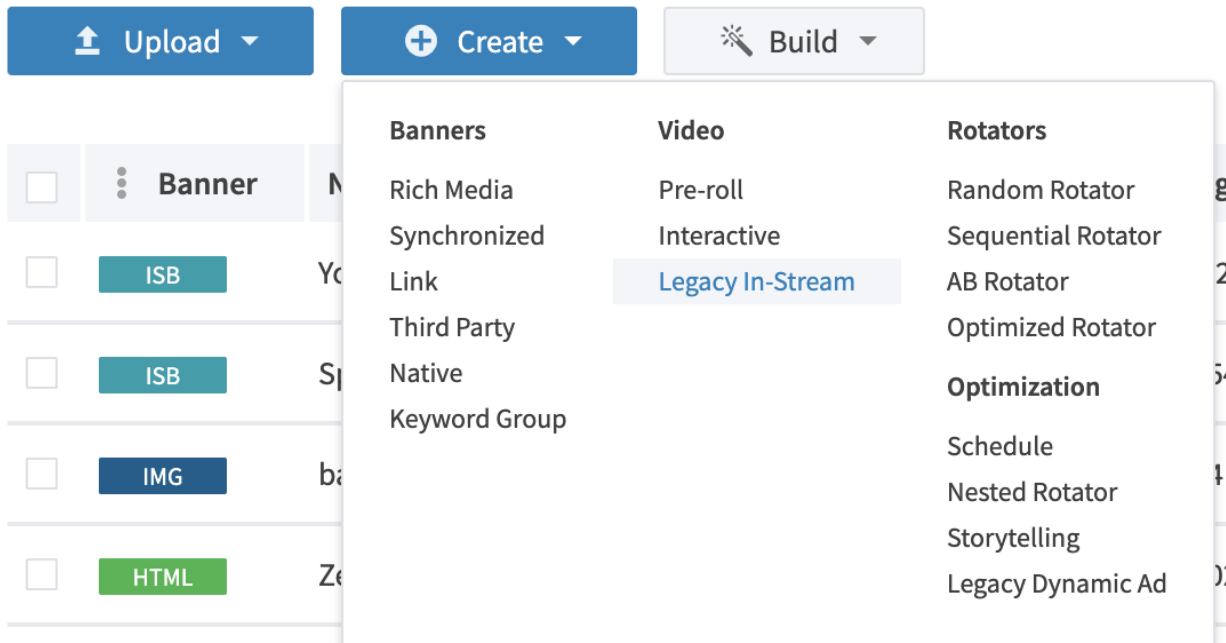 Upload
Create
Build
Banners
Video
Rotators
Banner
Rich Media
Pre-roll
Random Rotator
Synchronized
Interactive
Sequential Rotator
ISB
Link
Legacy In-Stream
AB Rotator
Third Party
Optimized Rotator
ISB
Native
Optimization
Keyword Group
Schedule
IMG
Nested Rotator
Storytelling
HTML
Legacy Dynamic Ad